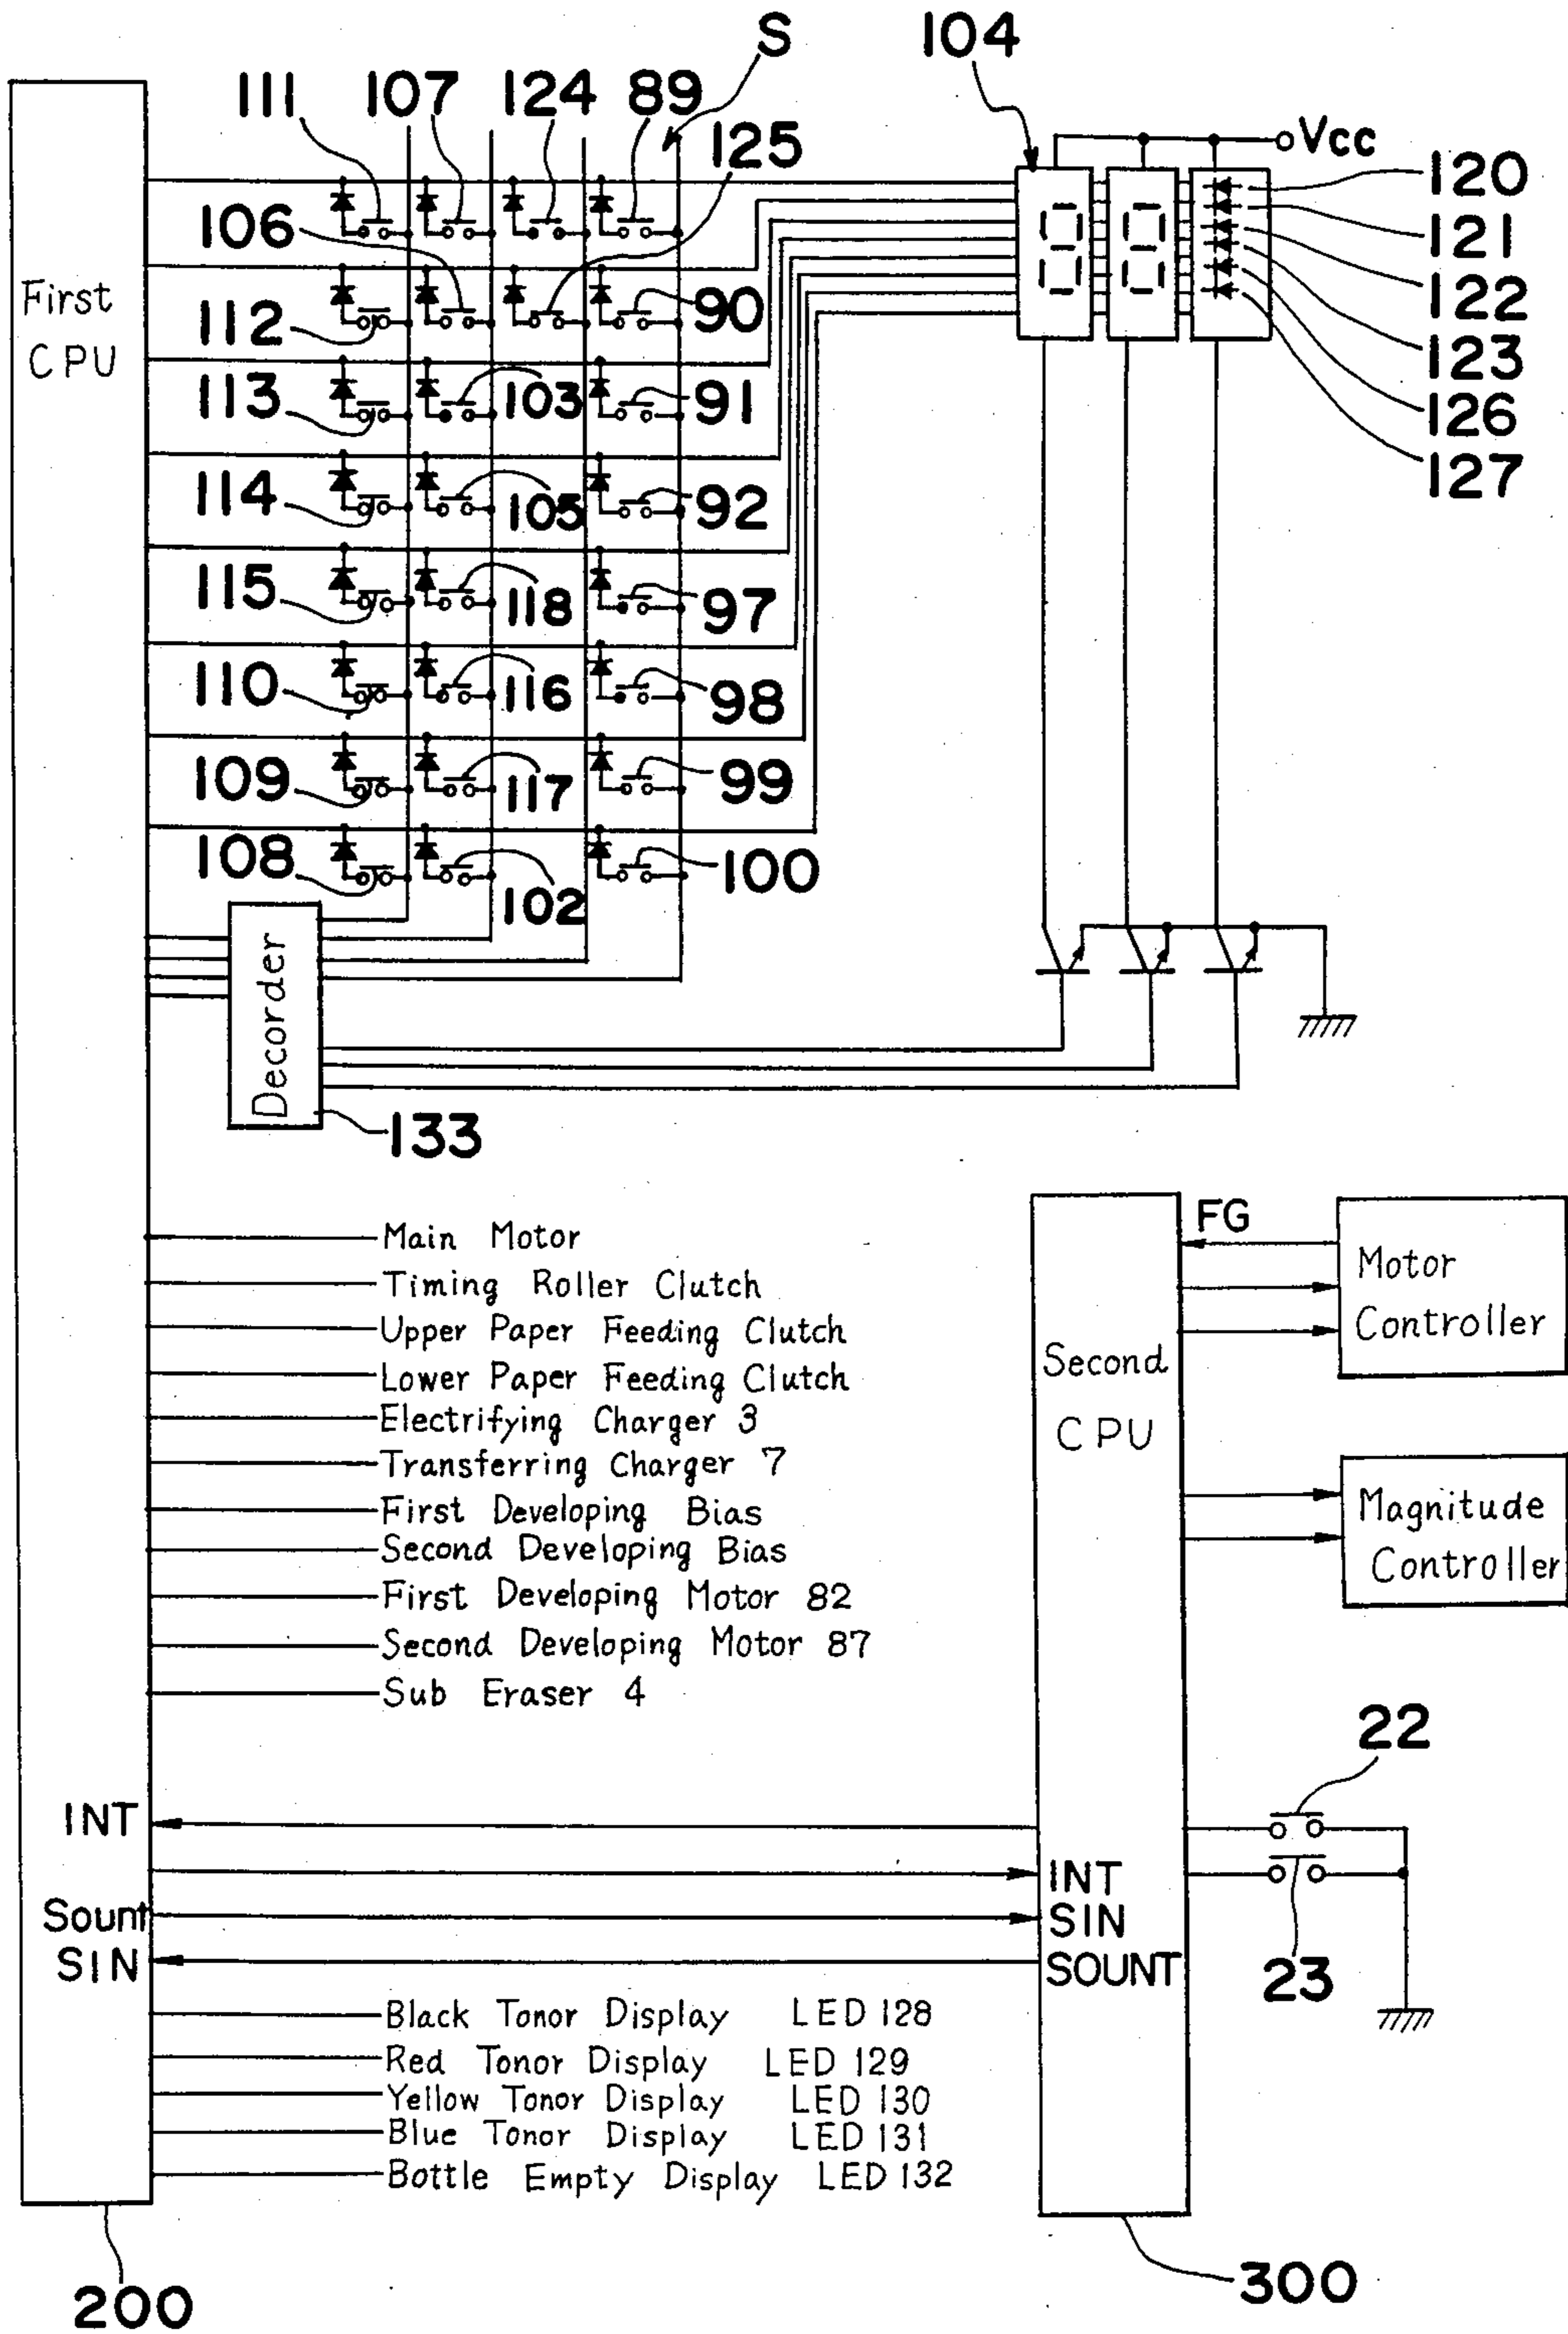 S
104
111 107 124 89
125
Vcc
120
106
121
First
CPU
112
90
122
123
113
103
91
126
114
105
92
127
115
118
97
110
116
98
109
117
99
108
102
100
Decorder
133
Main Motor
Timing Roller Clutch
Upper Paper Feeding Clutch
Lower Paper Feeding Clutch
Electrifying Charger 3
Transferring Charger 7
First Developing Bias
Second Developing Bias
First Developing Motor 82
Second Developing Motor 87
Sub Eraser 4
FG
Motor
Controller
Second
CPU
Magnitude
Controller
22
INT
INT
Sount
SIN
SIN
SOUNT
23
Black Tonor Display LED 128
Red Tonor Display LED 129
Yellow Tonor Display LED 130
Blue Tonor Display LED 131
Bottle Empty Display LED 132
200
300